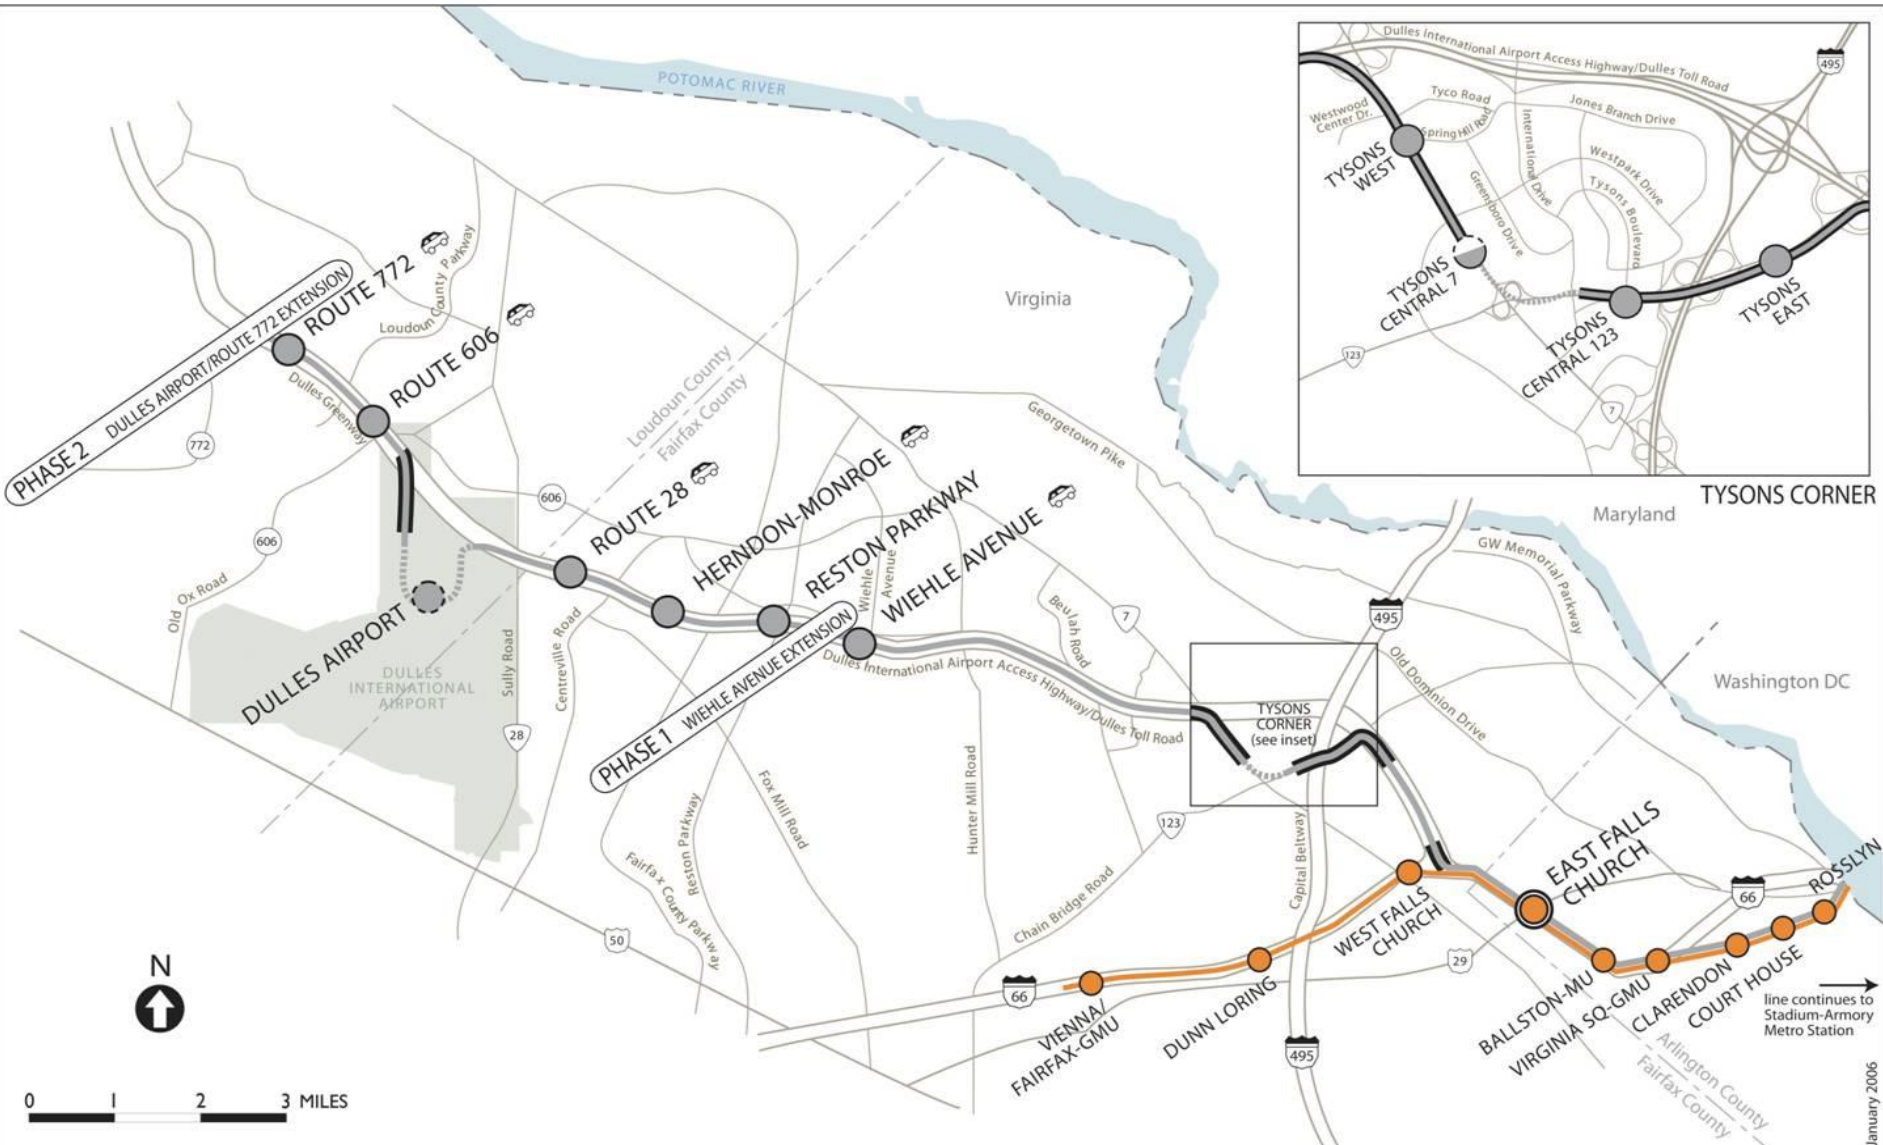 POTOMAC RIVER
Virginia
Maryland
Washington DC
Loudoun County
Fairfax County
PHASE 2 DULLES AIRPORT/ROUTE 772 EXTENSION
ROUTE 772
Loudoun County Parkway
ROUTE 606
Dulles Greenway
772
606
606
Old Ox Road
DULLES AIRPORT
DULLES
INTERNATIONAL
AIRPORT
Sully Road
28
Centreville Road
ROUTE 28
HERNDON-MONROE
RESTON PARKWAY
Wiehle
Avenue
WIEHLE AVENUE
PHASE 1 WIEHLE AVENUE EXTENSION
Dulles International Airport Access Highway/Dulles Toll Road
Georgetown Pike
Beulah Road
7
Fox Mill Road
Reston Parkway
Fairfax County Parkway
Hunter Mill Road
50
123
Chain Bridge Road
TYSONS
CORNER
(see inset)
495
Capital Beltway
Old Dominion Drive
GW Memorial Parkway
EAST FALLS
CHURCH
WEST FALLS
CHURCH
ROSSLYN
66
29
66
VIENNA/
FAIRFAX-GMU
DUNN LORING
495
BALLSTON-MU
VIRGINIA SQ-GMU
CLARENDON
COURT HOUSE
line continues to
Stadium-Armory
Metro Station
Arlington County
Fairfax County
January 2006
N
0 1 2 3 MILES
Dulles International Airport Access Highway/Dulles Toll Road
495
Westwood
Center Dr.
Tyco Road
Spring Hill Road
International Drive
Jones Branch Drive
Westpark Drive
Tysons Boulevard
Greensboro Drive
TYSONS
WEST
TYSONS
CENTRAL 7
TYSONS
CENTRAL 123
TYSONS
EAST
123
7
TYSONS CORNER